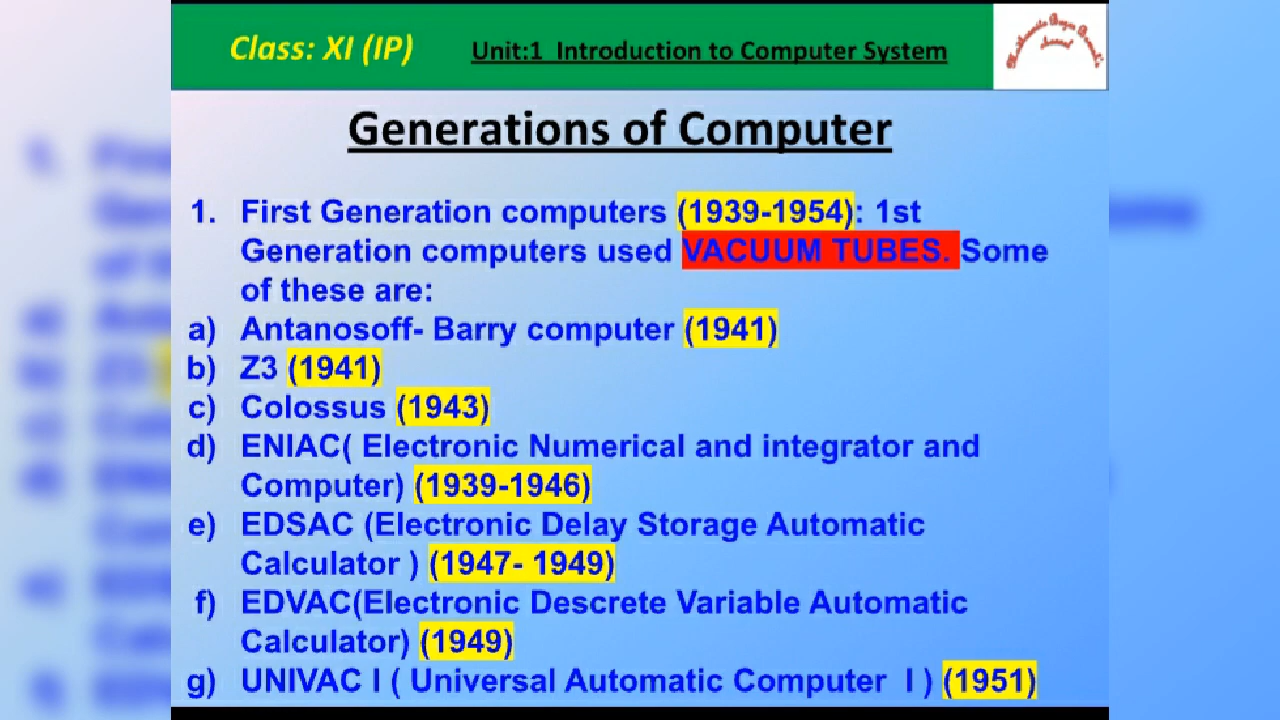 Class: XI (IP)
Unit:1 Introduction to Computer System
Generations of Computer
1. First Generation computers (1939-1954): 1st
Generation computers used VACUUM TUBES. Some
of these are:
a) Antanosoff- Barry computer (1941)
b) Z3 (1941)
c) Colossus (1943)
d) ENIAC( Electronic Numerical and integrator and
Computer) (1939-1946)
e) EDSAC (Electronic Delay Storage Automatic
Calculator ) (1947- 1949)
f) EDVAC(Electronic Descrete Variable Automatic
Calculator) (1949)
g) UNIVAC I ( Universal Automatic Computer I ) (1951)